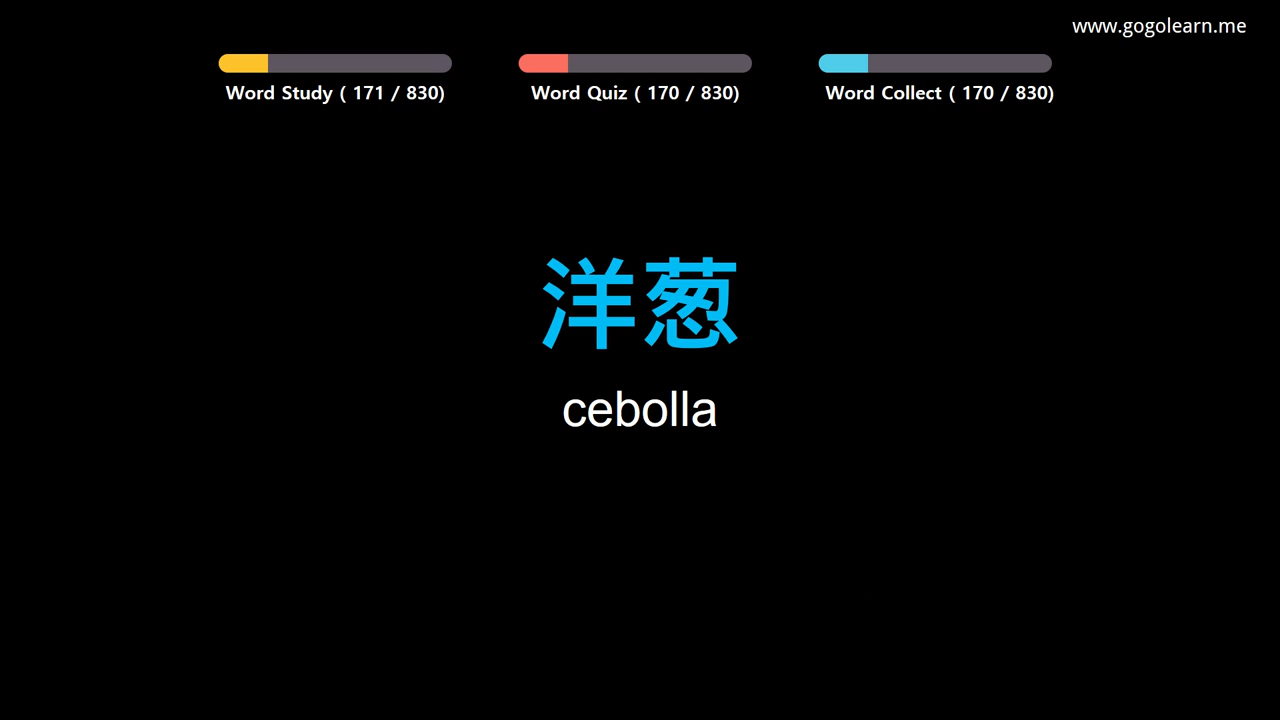 www.gogolearn.me
Word Study ( 171 / 830)
Word Quiz ( 170 / 830)
Word Collect ( 170 / 830)
洋葱
cebolla